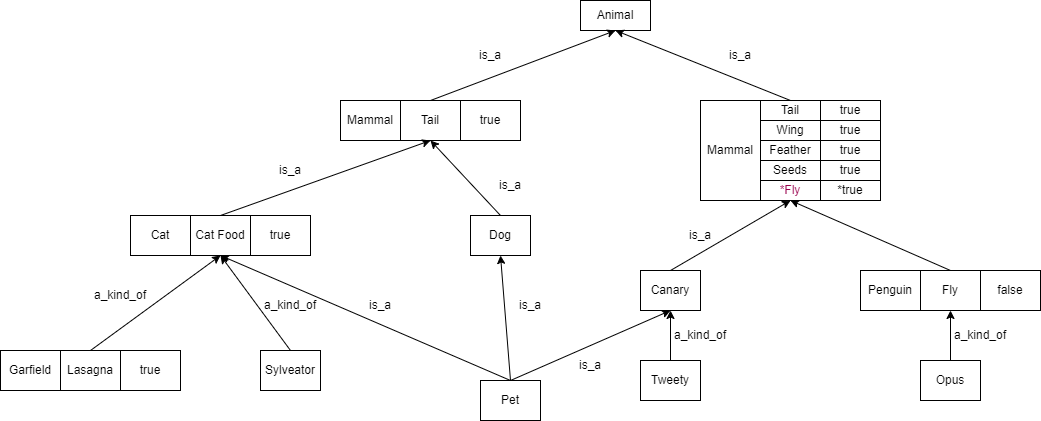 Animal
is_a
is_a
Mammal Tail true
Mammal
Tail true
Wing true
Feather true
Seeds true
*Fly *true
is_a
is_a
Cat Cat Food true
Dog
is_a
Canary
Penguin Fly false
a_kind_of
a_kind_of
is_a
is_a
a_kind_of
a_kind_of
Garfield Lasagna true
Sylveator
is_a
Tweety
Opus
Pet